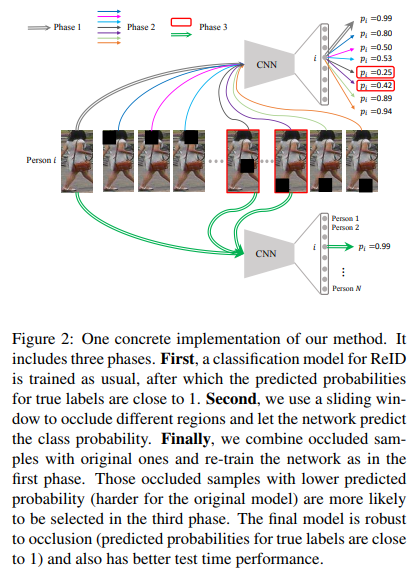 Phase 1
Phase 2
Phase 3
CNN
i
p_i =0.99
p_i =0.80
p_i =0.50
p_i =0.53
p_i =0.25
p_i =0.42
p_i =0.89
p_i =0.94
Person i
CNN
i
Person 1
Person 2
p_i =0.99
⋮
Person N
Figure 2: One concrete implementation of our method. It
includes three phases. First, a classification model for ReID
is trained as usual, after which the predicted probabilities
for true labels are close to 1. Second, we use a sliding win-
dow to occlude different regions and let the network predict
the class probability. Finally, we combine occluded sam-
ples with original ones and re-train the network as in the
first phase. Those occluded samples with lower predicted
probability (harder for the original model) are more likely
to be selected in the third phase. The final model is robust
to occlusion (predicted probabilities for true labels are close
to 1) and also has better test time performance.